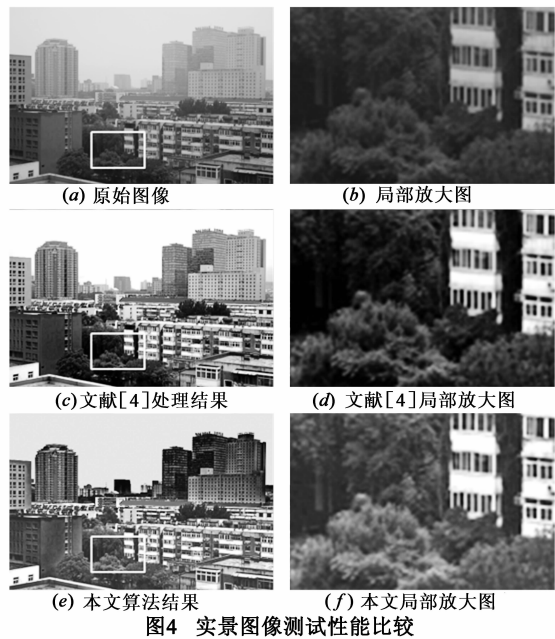 (a) 原始图像
(b) 局部放大图
(c)文献[4]处理结果
(d) 文献[4]局部放大图
(e) 本文算法结果
(f)本文局部放大图
图4 实景图像测试性能比较